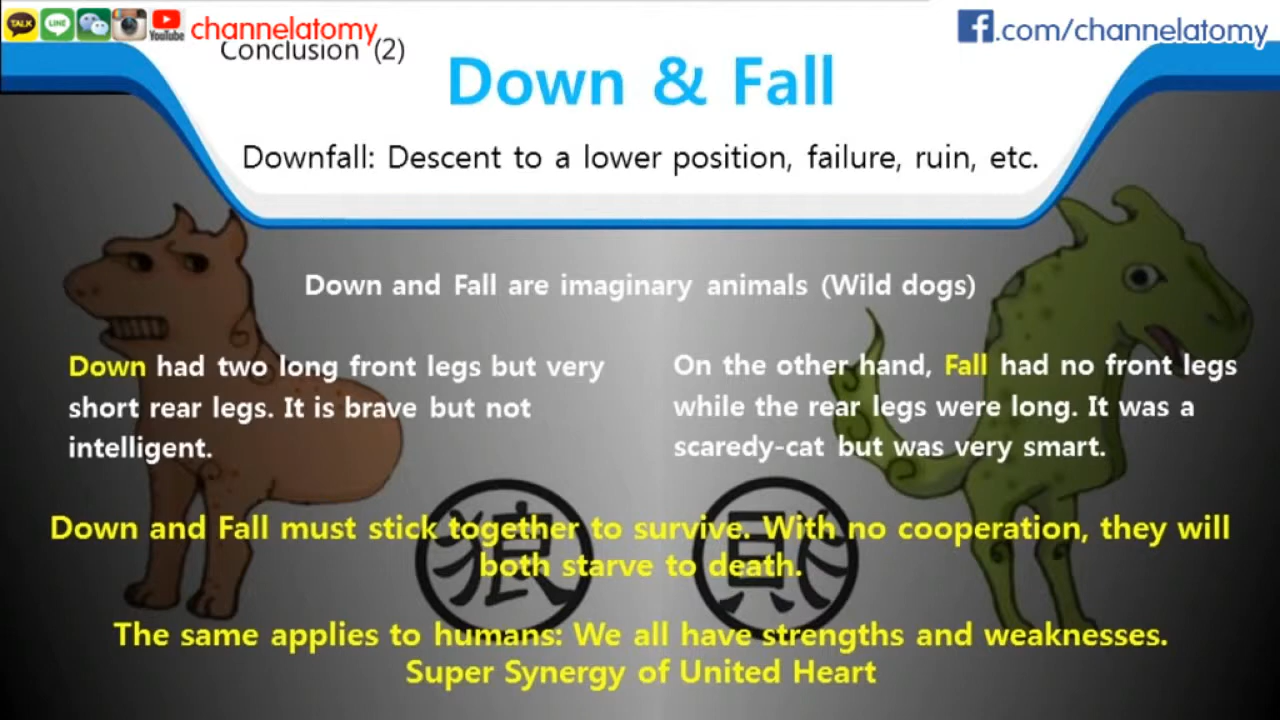 TALK
LINE
YouTube
channelatomy
.com/channelatomy
Conclusion (2)
Down & Fall
Downfall: Descent to a lower position, failure, ruin, etc.
Down and Fall are imaginary animals (Wild dogs)
Down had two long front legs but very
short rear legs. It is brave but not
intelligent.
On the other hand, Fall had no front legs
while the rear legs were long. It was a
scaredy-cat but was very smart.
狼
Down and Fall must stick together to survive. With no cooperation, they will
both starve to death.
The same applies to humans: We all have strengths and weaknesses.
Super Synergy of United Heart